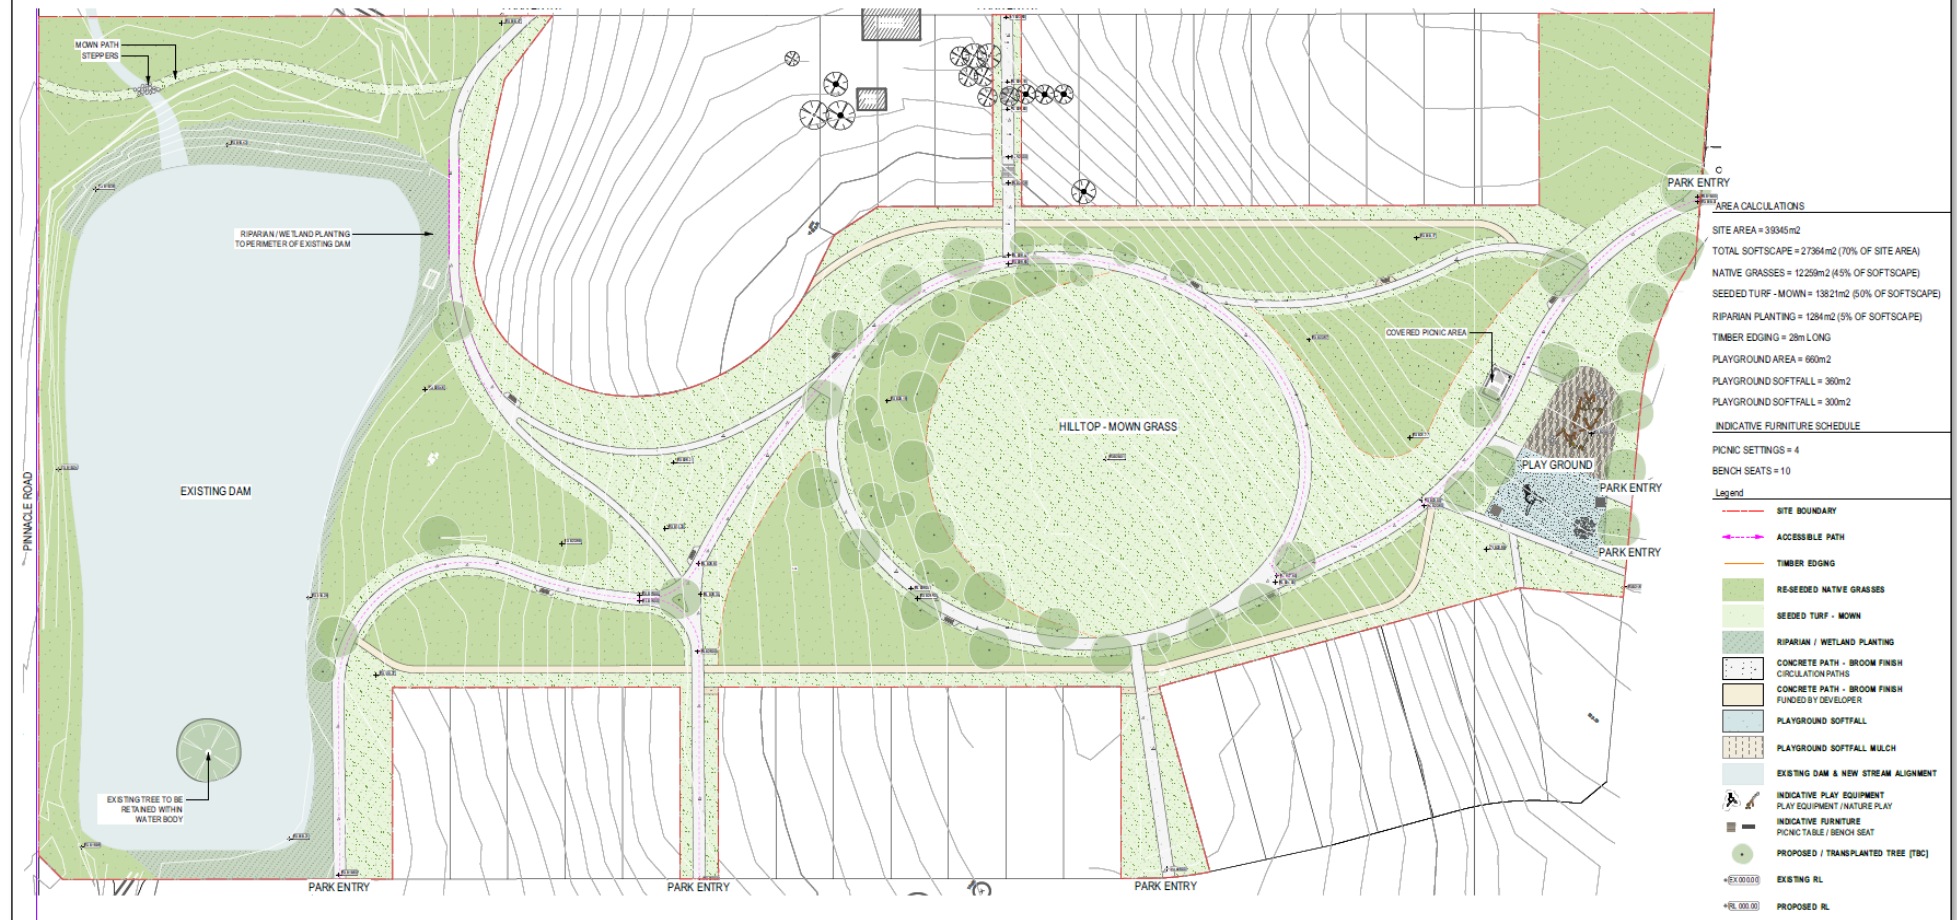 MOWN PATH
STEPPERS
RIPARIAN / WETLAND PLANTING
TO PERIMETER OF EXISTING DAM
PINNACLE ROAD
EXISTING DAM
EXISTING TREE TO BE
RETAINED WITHIN
WATER BODY
HILLTOP - MOWN GRASS
COVERED PICNIC AREA
PLAY GROUND
PARK ENTRY
PARK ENTRY
PARK ENTRY
PARK ENTRY
PARK ENTRY
PARK ENTRY
C
AREA CALCULATIONS
SITE AREA = 39345m2
TOTAL SOFTSCAPE = 27364m2 (70% OF SITE AREA)
NATIVE GRASSES = 12259m2 (45% OF SOFTSCAPE)
SEEDED TURF - MOWN = 13821m2 (50% OF SOFTSCAPE)
RIPARIAN PLANTING = 1284m2 (5% OF SOFTSCAPE)
TIMBER EDGING = 28m LONG
PLAYGROUND AREA = 660m2
PLAYGROUND SOFTFALL = 360m2
PLAYGROUND SOFTFALL = 300m2
INDICATIVE FURNITURE SCHEDULE
PICNIC SETTINGS = 4
BENCH SEATS = 10
Legend
SITE BOUNDARY
ACCESSIBLE PATH
TIMBER EDGING
RE-SEEDED NATIVE GRASSES
SEEDED TURF - MOWN
RIPARIAN / WETLAND PLANTING
CONCRETE PATH - BROOM FINISH
CIRCULATION PATHS
CONCRETE PATH - BROOM FINISH
FUNDED BY DEVELOPER
PLAYGROUND SOFTFALL
PLAYGROUND SOFTFALL MULCH
EXISTING DAM & NEW STREAM ALIGNMENT
INDICATIVE PLAY EQUIPMENT
PLAY EQUIPMENT / NATURE PLAY
INDICATIVE FURNITURE
PICNIC TABLE / BENCH SEAT
PROPOSED / TRANSPLANTED TREE [TBC]
EX 000.00 EXISTING RL
RL 000.00 PROPOSED RL